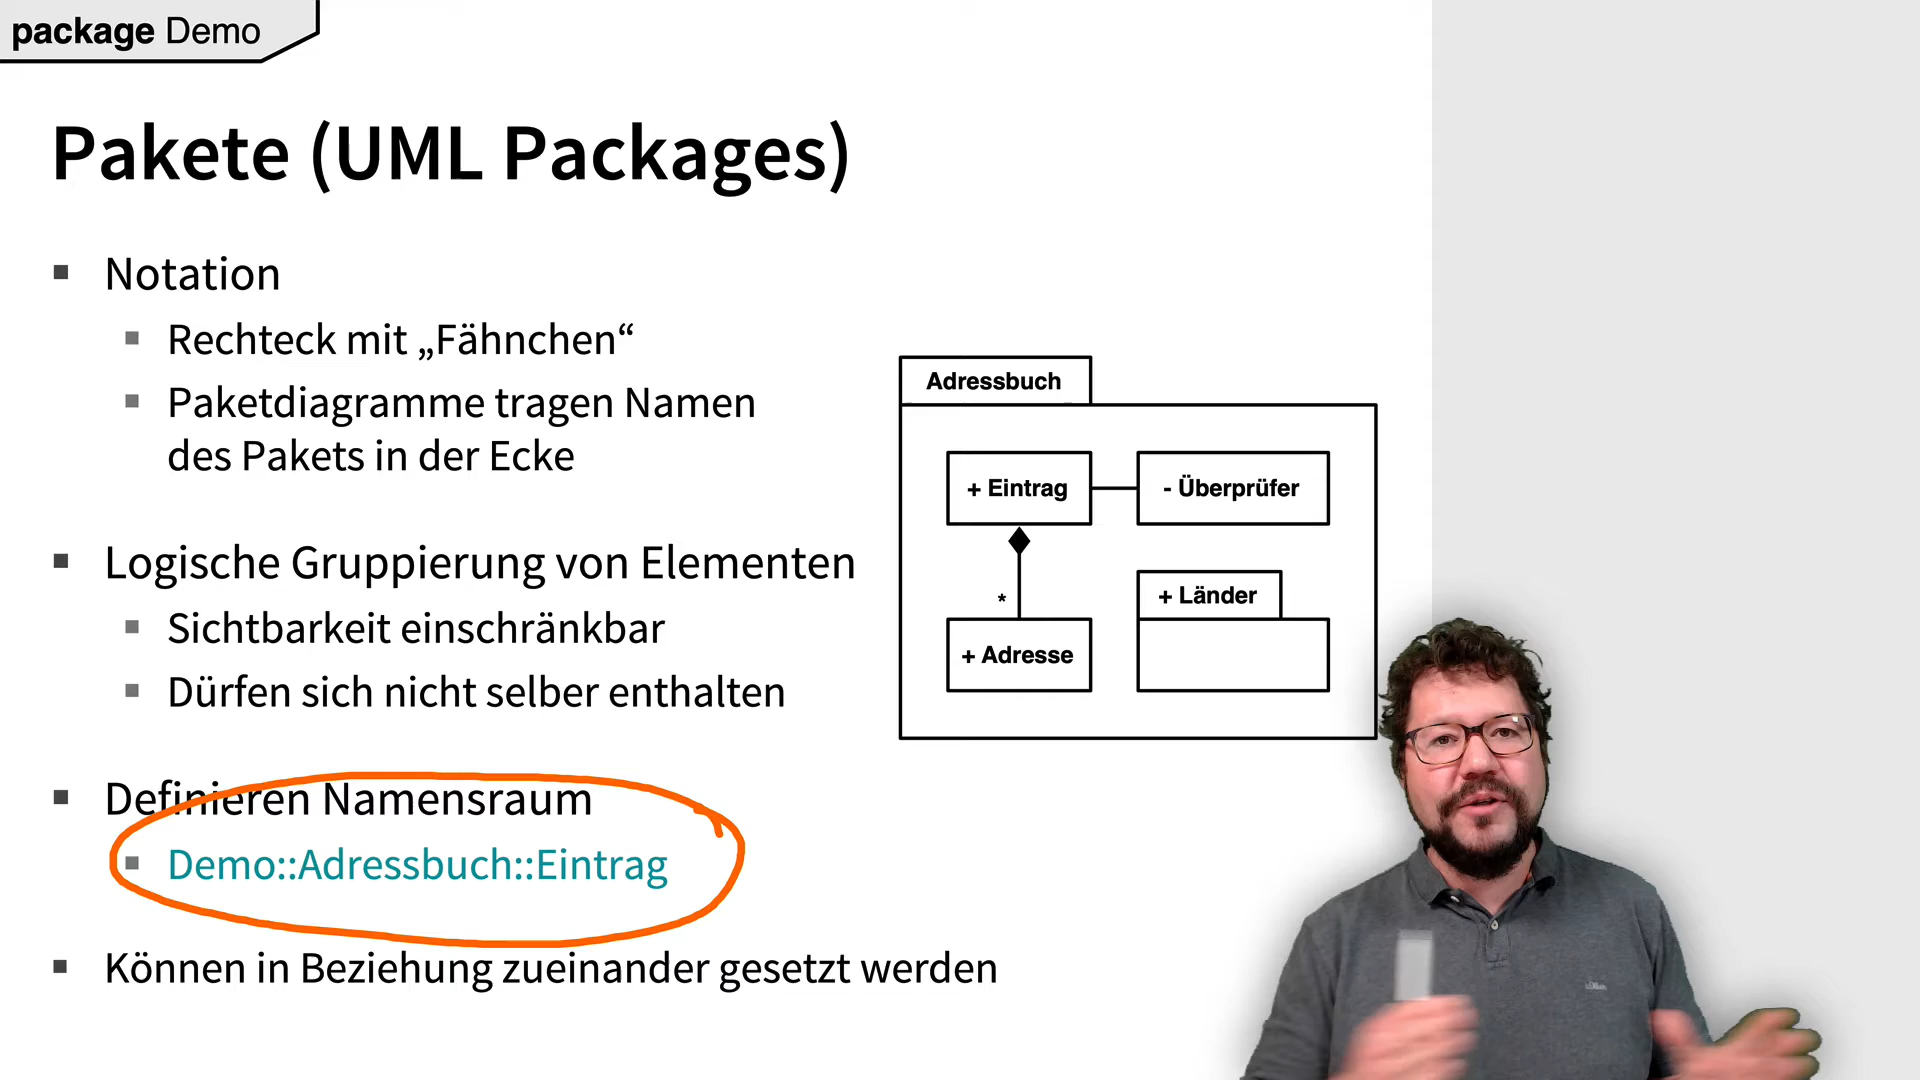 package Demo
Pakete (UML Packages)
Notation
Rechteck mit „Fähnchen“
Paketdiagramme tragen Namen
des Pakets in der Ecke
Logische Gruppierung von Elementen
Sichtbarkeit einschränkbar
Dürfen sich nicht selber enthalten
Definieren Namensraum
Demo::Adressbuch::Eintrag
Können in Beziehung zueinander gesetzt werden
Adressbuch
+ Eintrag
- Überprüfer
*
+ Länder
+ Adresse